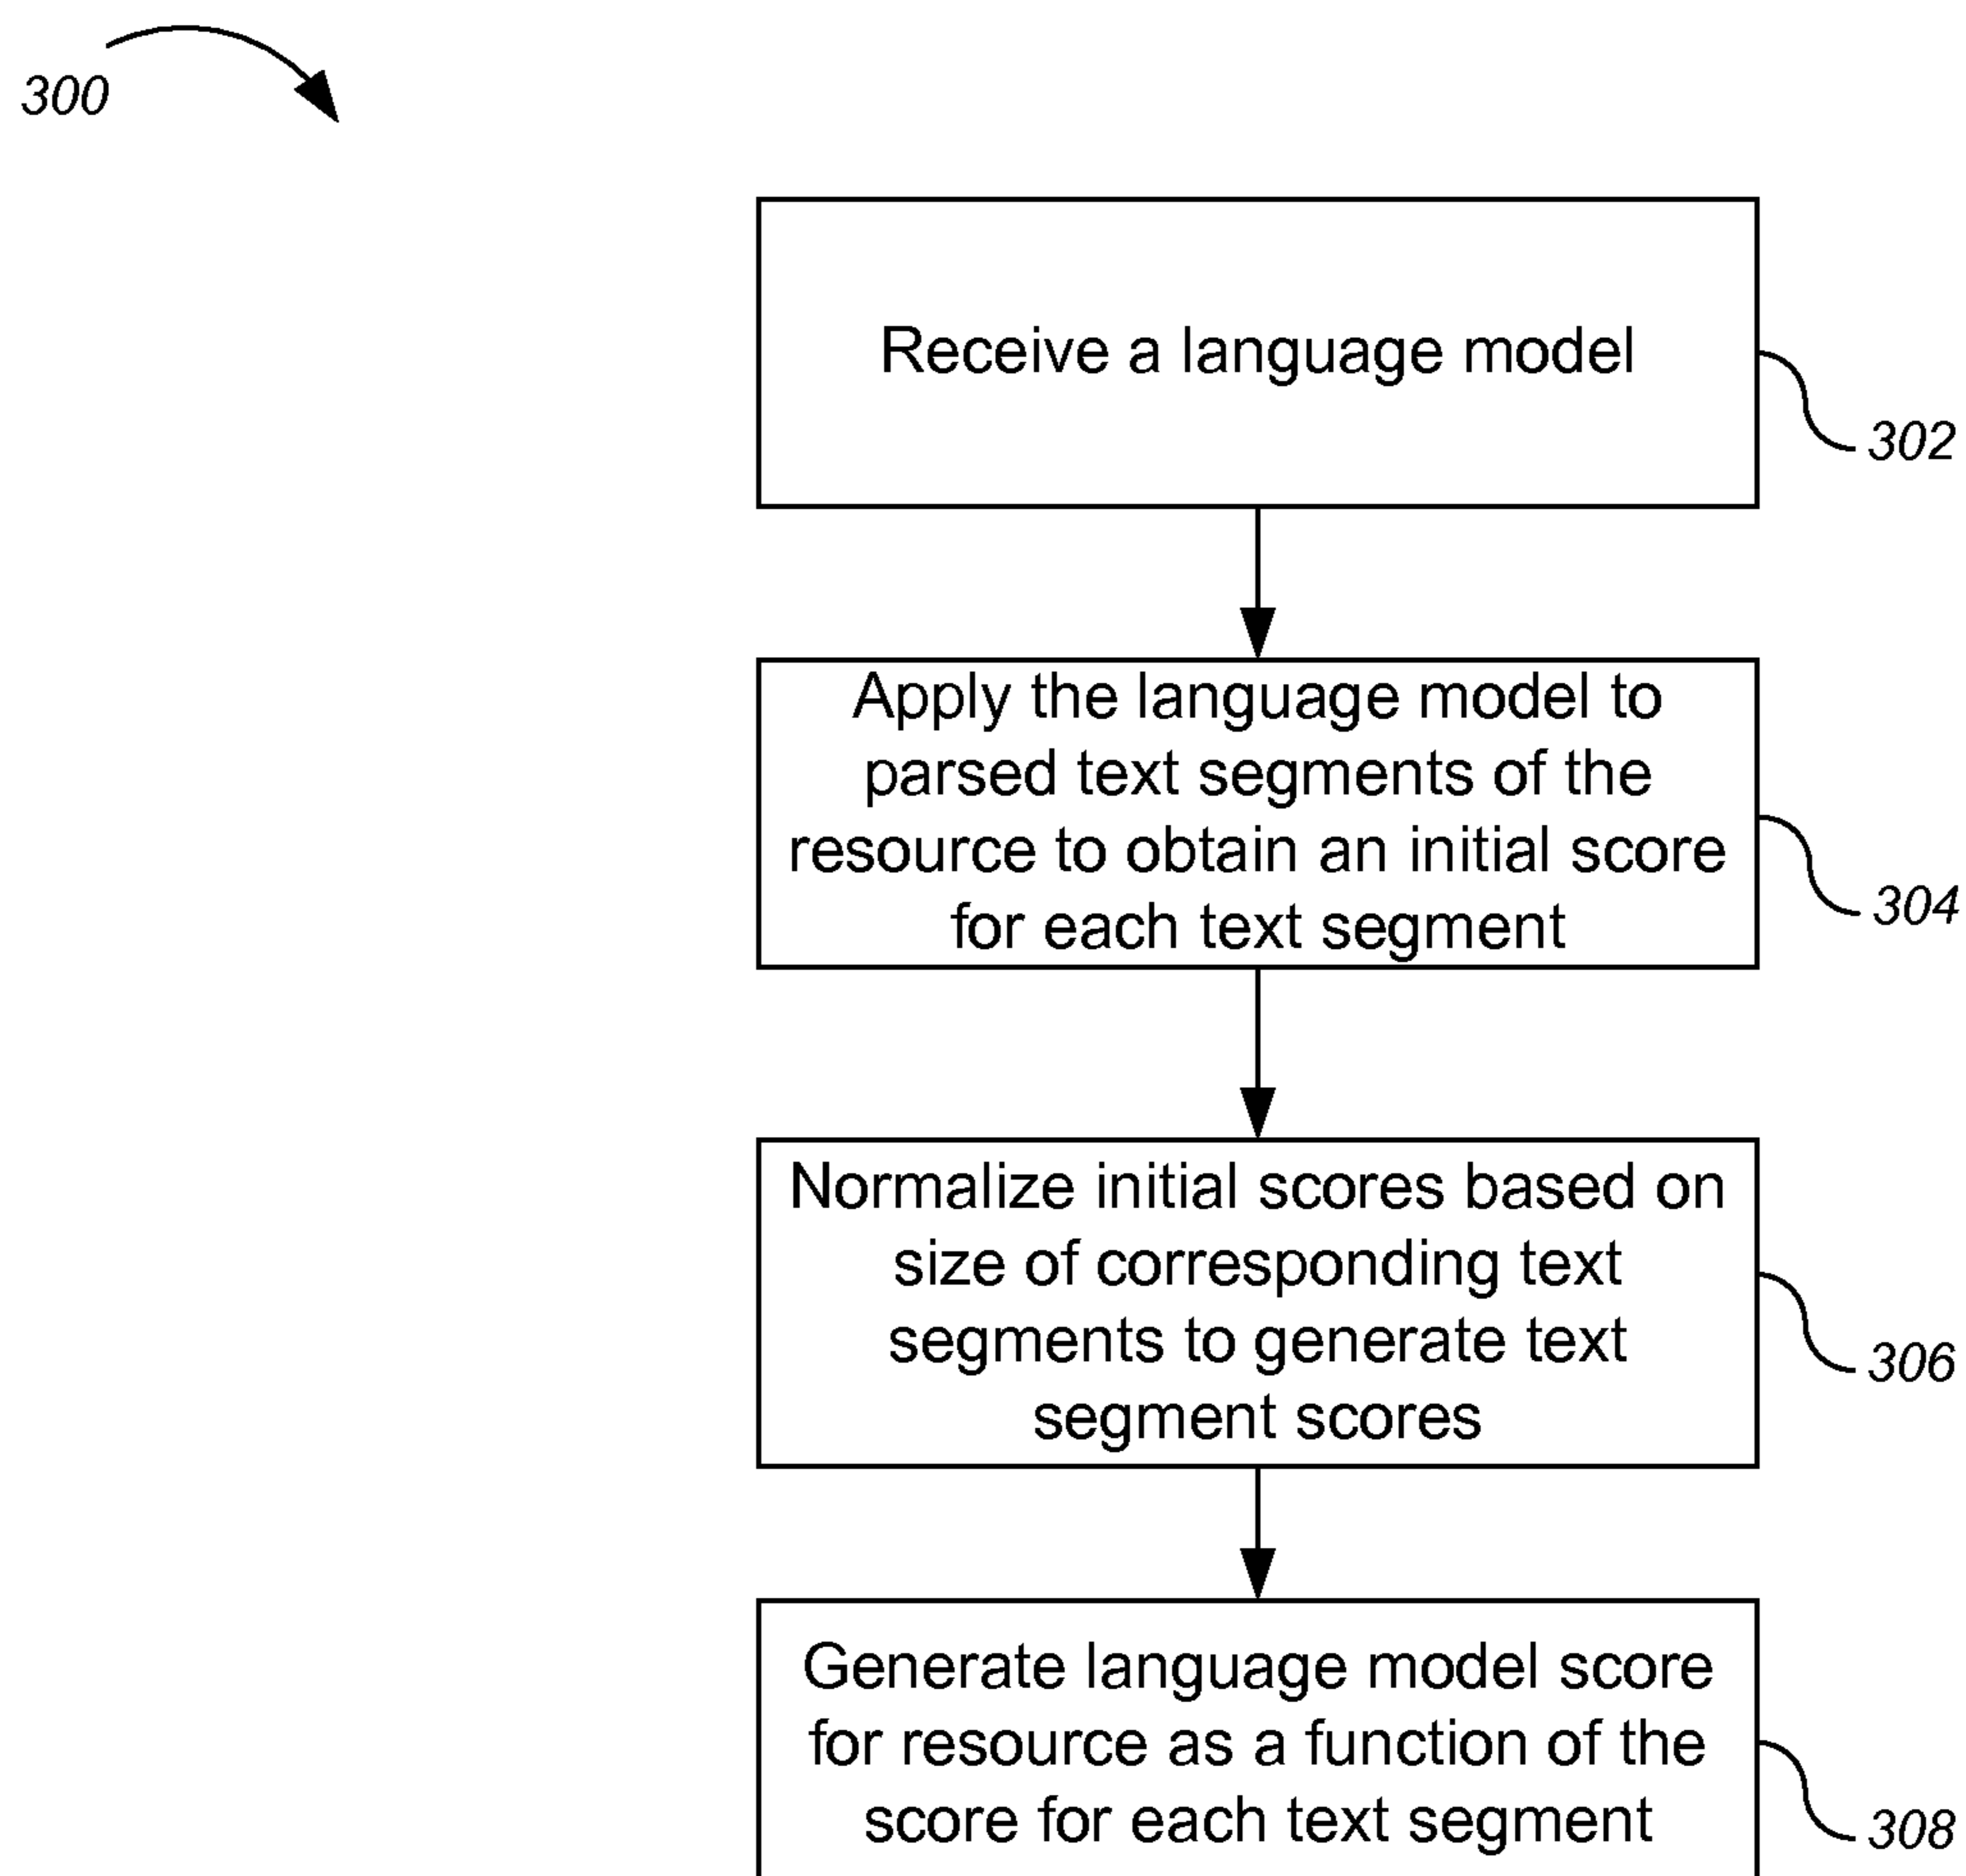 300
Receive a language model
302
Apply the language model to
parsed text segments of the
resource to obtain an initial score
for each text segment
304
Normalize initial scores based on
size of corresponding text
segments to generate text
segment scores
306
Generate language model score
for resource as a function of the
score for each text segment
308